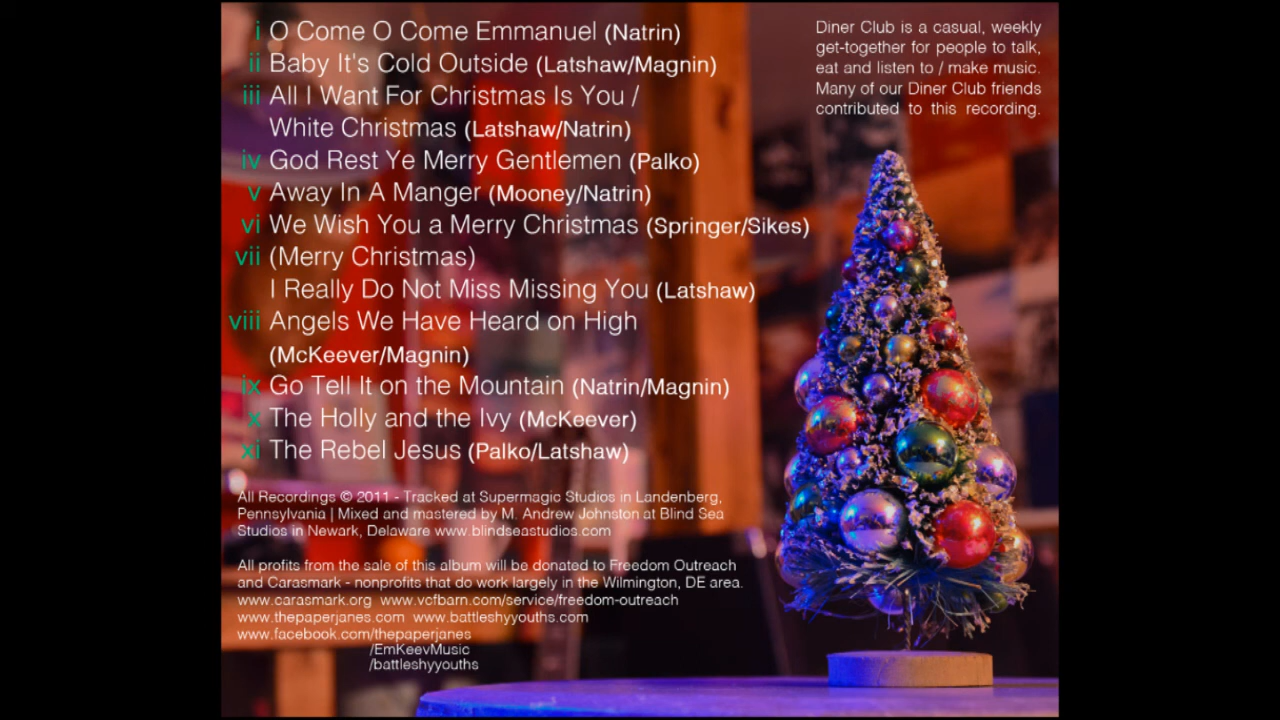 i O Come O Come Emmanuel (Natrin)
ii Baby It's Cold Outside (Latshaw/Magnin)
iii All I Want For Christmas Is You /
White Christmas (Latshaw/Natrin)
iv God Rest Ye Merry Gentlemen (Palko)
v Away In A Manger (Mooney/Natrin)
vi We Wish You a Merry Christmas (Springer/Sikes)
vii (Merry Christmas)
I Really Do Not Miss Missing You (Latshaw)
viii Angels We Have Heard on High
(McKeever/Magnin)
ix Go Tell It on the Mountain (Natrin/Magnin)
x The Holly and the Ivy (McKeever)
xi The Rebel Jesus (Palko/Latshaw)
Diner Club is a casual, weekly
get-together for people to talk,
eat and listen to / make music.
Many of our Diner Club friends
contributed to this recording.
All Recordings © 2011 - Tracked at Supermagic Studios in Landenberg,
Pennsylvania | Mixed and mastered by M. Andrew Johnston at Blind Sea
Studios in Newark, Delaware www.blindseastudios.com
All profits from the sale of this album will be donated to Freedom Outreach
and Carasmark - nonprofits that do work largely in the Wilmington, DE area.
www.carasmark.org www.vcfbarn.com/service/freedom-outreach
www.thepaperjanes.com www.battleshyyouths.com
www.facebook.com/thepaperjanes
/EmKeevMusic
/battleshyyouths